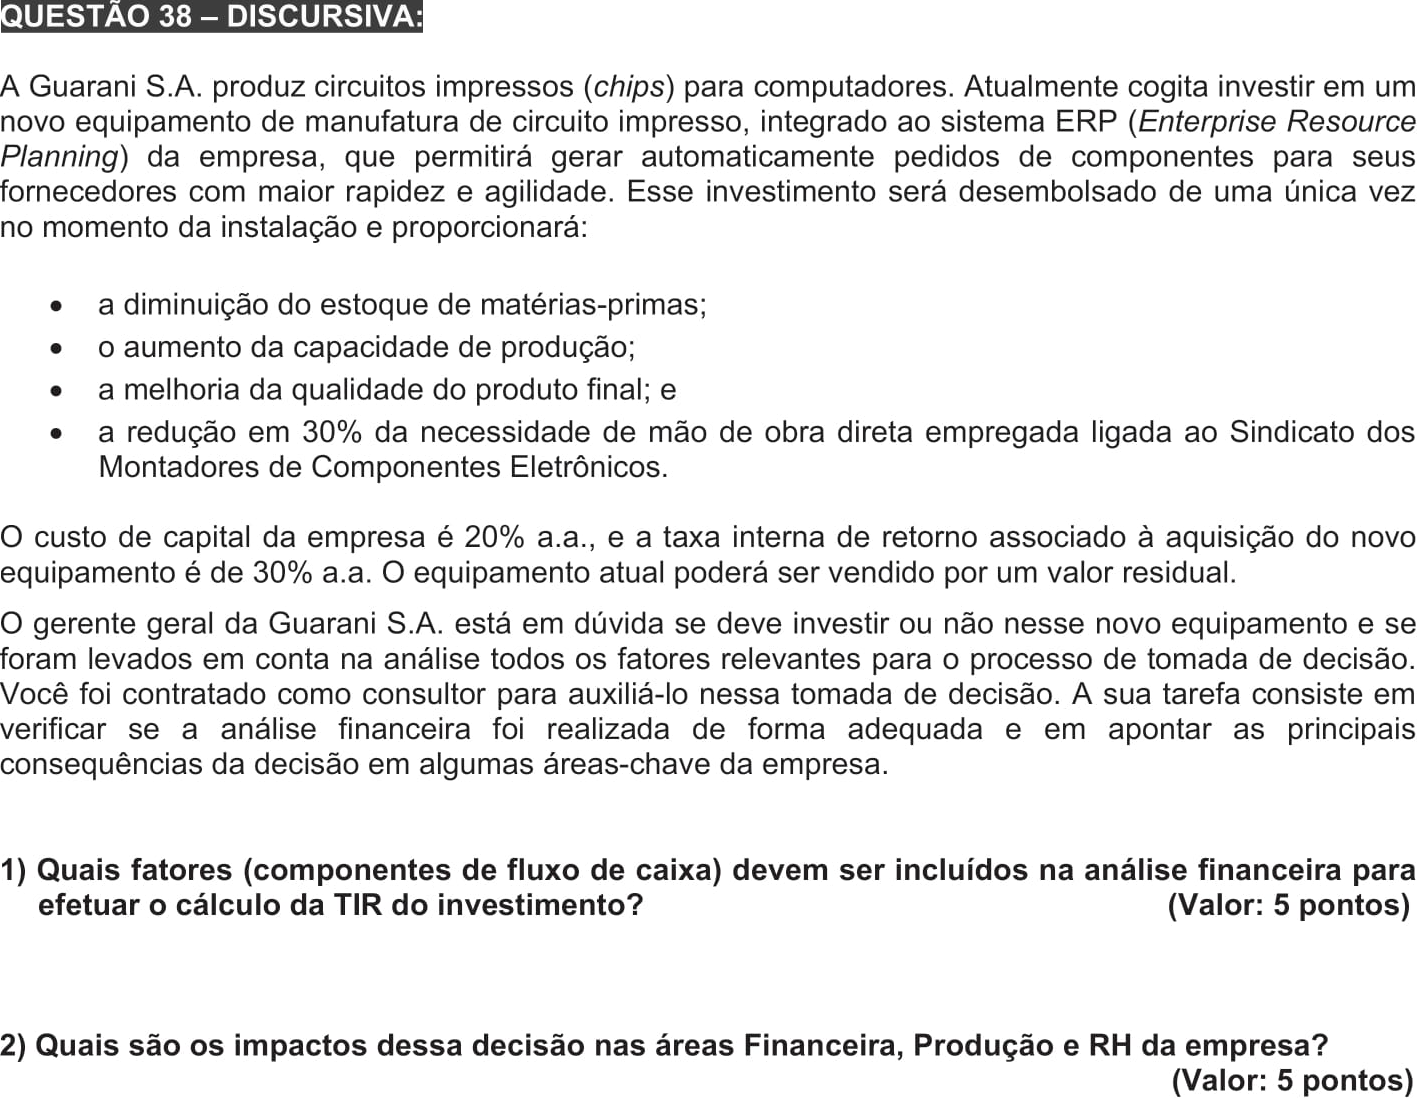 QUESTÃO 38 – DISCURSIVA:
A Guarani S.A. produz circuitos impressos (chips) para computadores. Atualmente cogita investir em um
novo equipamento de manufatura de circuito impresso, integrado ao sistema ERP (Enterprise Resource
Planning) da empresa, que permitirá gerar automaticamente pedidos de componentes para seus
fornecedores com maior rapidez e agilidade. Esse investimento será desembolsado de uma única vez
no momento da instalação e proporcionará:
• a diminuição do estoque de matérias-primas;
• o aumento da capacidade de produção;
• a melhoria da qualidade do produto final; e
• a redução em 30% da necessidade de mão de obra direta empregada ligada ao Sindicato dos
Montadores de Componentes Eletrônicos.
O custo de capital da empresa é 20% a.a., e a taxa interna de retorno associado à aquisição do novo
equipamento é de 30% a.a. O equipamento atual poderá ser vendido por um valor residual.
O gerente geral da Guarani S.A. está em dúvida se deve investir ou não nesse novo equipamento e se
foram levados em conta na análise todos os fatores relevantes para o processo de tomada de decisão.
Você foi contratado como consultor para auxiliá-lo nessa tomada de decisão. A sua tarefa consiste em
verificar se a análise financeira foi realizada de forma adequada e em apontar as principais
consequências da decisão em algumas áreas-chave da empresa.
1) Quais fatores (componentes de fluxo de caixa) devem ser incluídos na análise financeira para
efetuar o cálculo da TIR do investimento? (Valor: 5 pontos)
2) Quais são os impactos dessa decisão nas áreas Financeira, Produção e RH da empresa?
(Valor: 5 pontos)